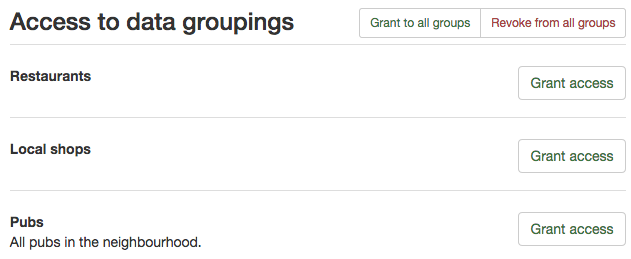 Access to data groupings
Grant to all groups Revoke from all groups
Restaurants
Grant access
Local shops
Grant access
Pubs
All pubs in the neighbourhood.
Grant access